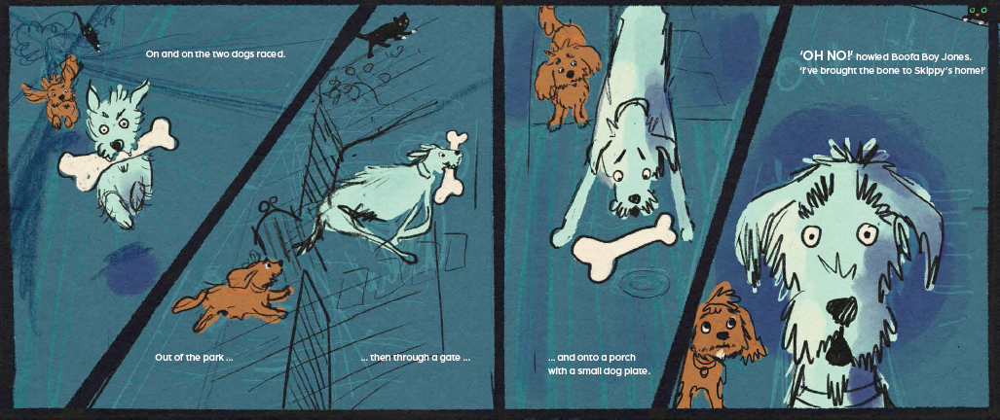 On and on the two dogs raced.
Out of the park ...
... then through a gate ...
... and onto a porch
with a small dog plate.
‘OH NO!’ howled Boofa Boy Jones.
‘I’ve brought the bone to Skippy’s home!’